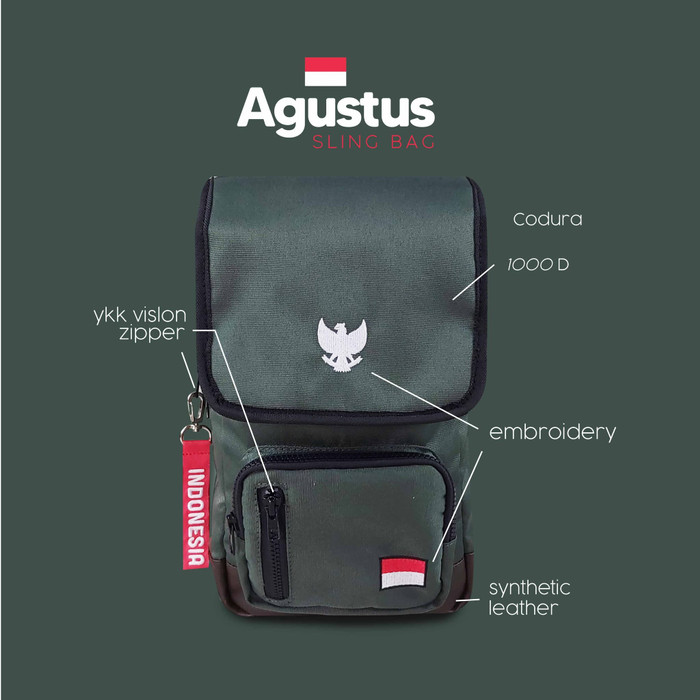 Agustus
SLING BAG
Codura
1000 D
ykk vislon
zipper
embroidery
INDONESIA
synthetic
leather